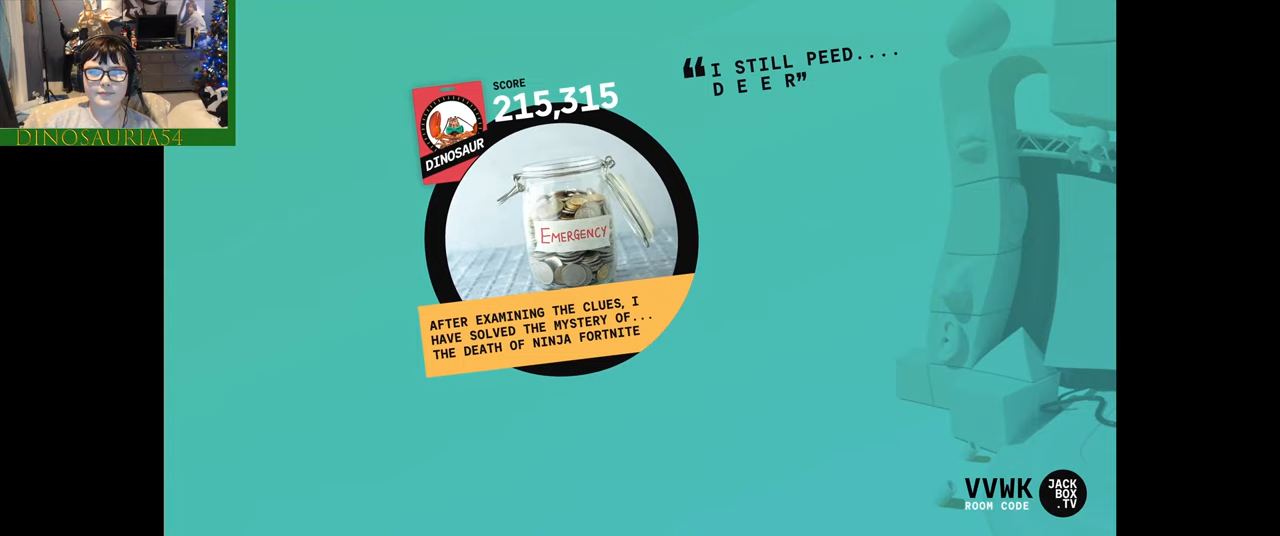 DINOSAURIA54
SCORE
215,315
DINOSAUR
“I STILL PEED....
D E E R”
EMERGENCY
AFTER EXAMINING THE CLUES, I
HAVE SOLVED THE MYSTERY OF...
THE DEATH OF NINJA FORTNITE
VVWK
ROOM CODE
JACK
BOX
.TV